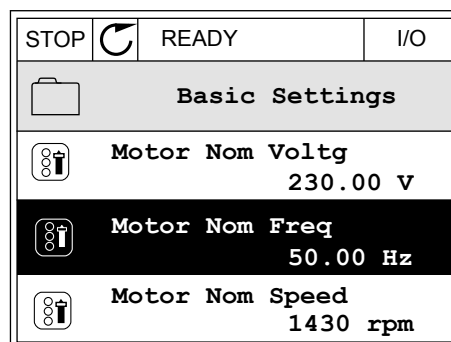 STOP READY I/O
Basic Settings
Motor Nom Voltg
230.00 V
Motor Nom Freq
50.00 Hz
Motor Nom Speed
1430 rpm